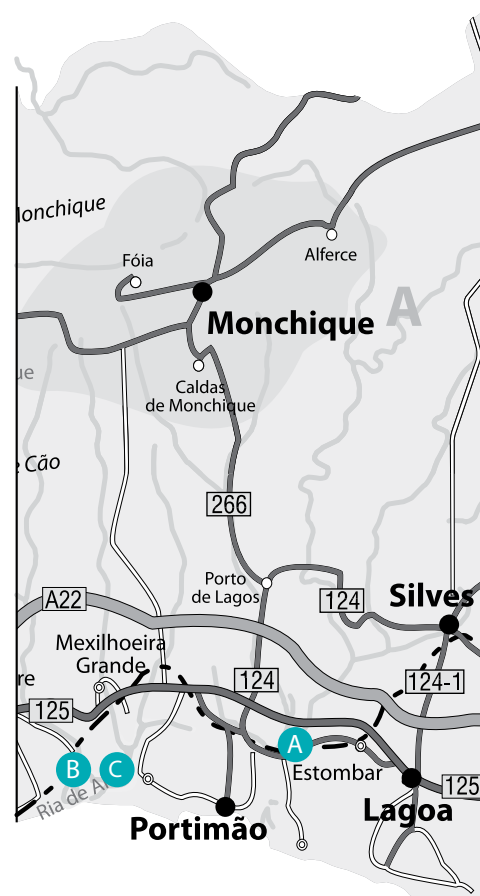 Monchique
Fóia
Alferce
Monchique
A
Caldas
de Monchique
Cão
266
Porto
de Lagos
A22
124
Silves
Mexilhoeira
Grande
124
124-1
125
A
B
C
Estombar
Ria de
125
Lagoa
Portimão